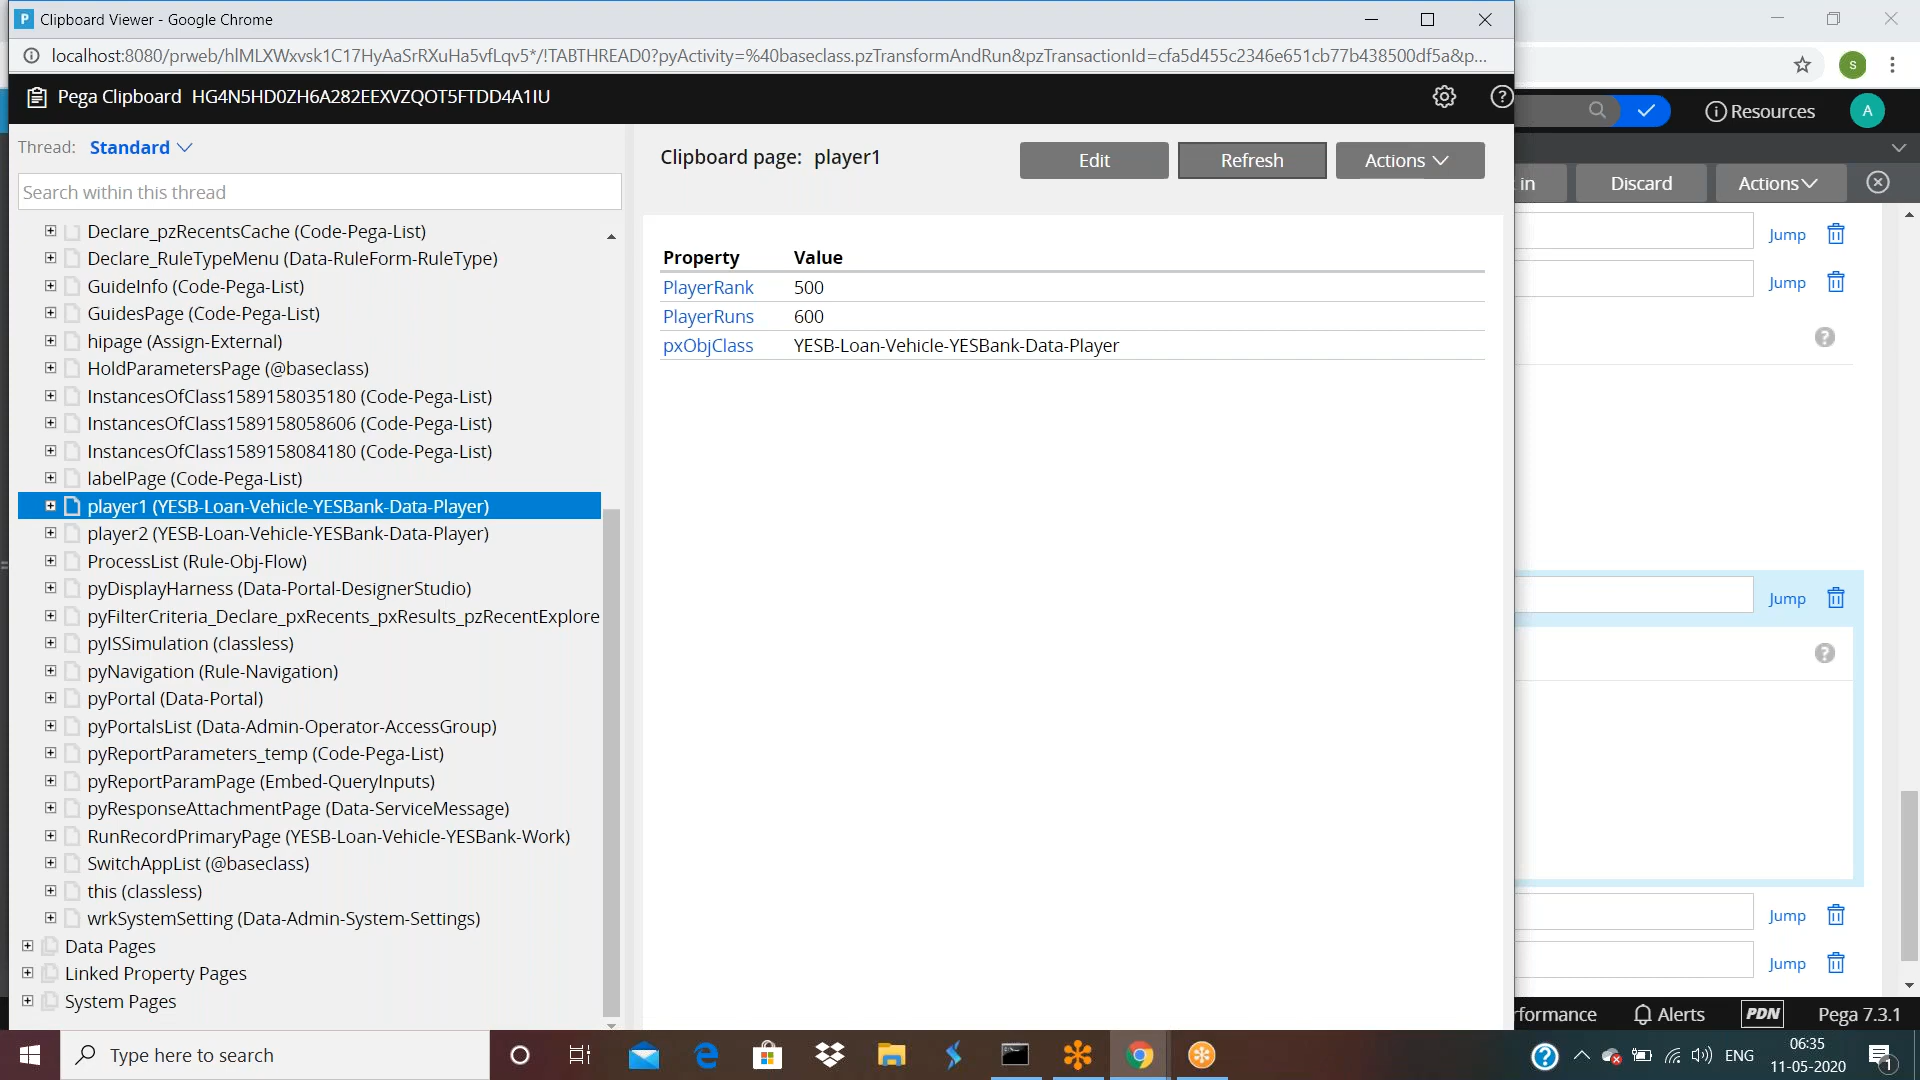 P Clipboard Viewer - Google Chrome
localhost:8080/prweb/hlMLXWxvsk1C17HyAaSrRXuHa5vfLqv5*/!TABTHREAD0?pyActivity=%40baseclass.pzTransformAndRun&pzTransactionId=cfa5d455c2346e651cb77b438500df5a&p...
S
Pega Clipboard HG4N5HD0ZH6A282EEXVZQOT5FTDD4A1IU
?
Resources
A
Thread: Standard
Clipboard page: player1
Edit
Refresh
Actions
in
Discard
Actions
Search within this thread
Declare_pzRecentsCache (Code-Pega-List)
Declare_RuleTypeMenu (Data-RuleForm-RuleType)
GuideInfo (Code-Pega-List)
GuidesPage (Code-Pega-List)
hipage (Assign-External)
HoldParametersPage (@baseclass)
InstancesOfClass1589158035180 (Code-Pega-List)
InstancesOfClass1589158058606 (Code-Pega-List)
InstancesOfClass1589158084180 (Code-Pega-List)
labelPage (Code-Pega-List)
player1 (YESB-Loan-Vehicle-YESBank-Data-Player)
player2 (YESB-Loan-Vehicle-YESBank-Data-Player)
ProcessList (Rule-Obj-Flow)
pyDisplayHarness (Data-Portal-DesignerStudio)
pyFilterCriteria_Declare_pxRecents_pxResults_pzRecentExplore
pyISSimulation (classless)
pyNavigation (Rule-Navigation)
pyPortal (Data-Portal)
pyPortalsList (Data-Admin-Operator-AccessGroup)
pyReportParameters_temp (Code-Pega-List)
pyReportParamPage (Embed-QueryInputs)
pyResponseAttachmentPage (Data-ServiceMessage)
RunRecordPrimaryPage (YESB-Loan-Vehicle-YESBank-Work)
SwitchAppList (@baseclass)
this (classless)
wrkSystemSetting (Data-Admin-System-Settings)
Data Pages
Linked Property Pages
System Pages
Property Value
PlayerRank 500
PlayerRuns 600
pxObjClass YESB-Loan-Vehicle-YESBank-Data-Player
Jump
Jump
?
Jump
?
Jump
Jump
rformance
Alerts
PDN
Pega 7.3.1
Type here to search
?
ENG
06:35
11-05-2020
1